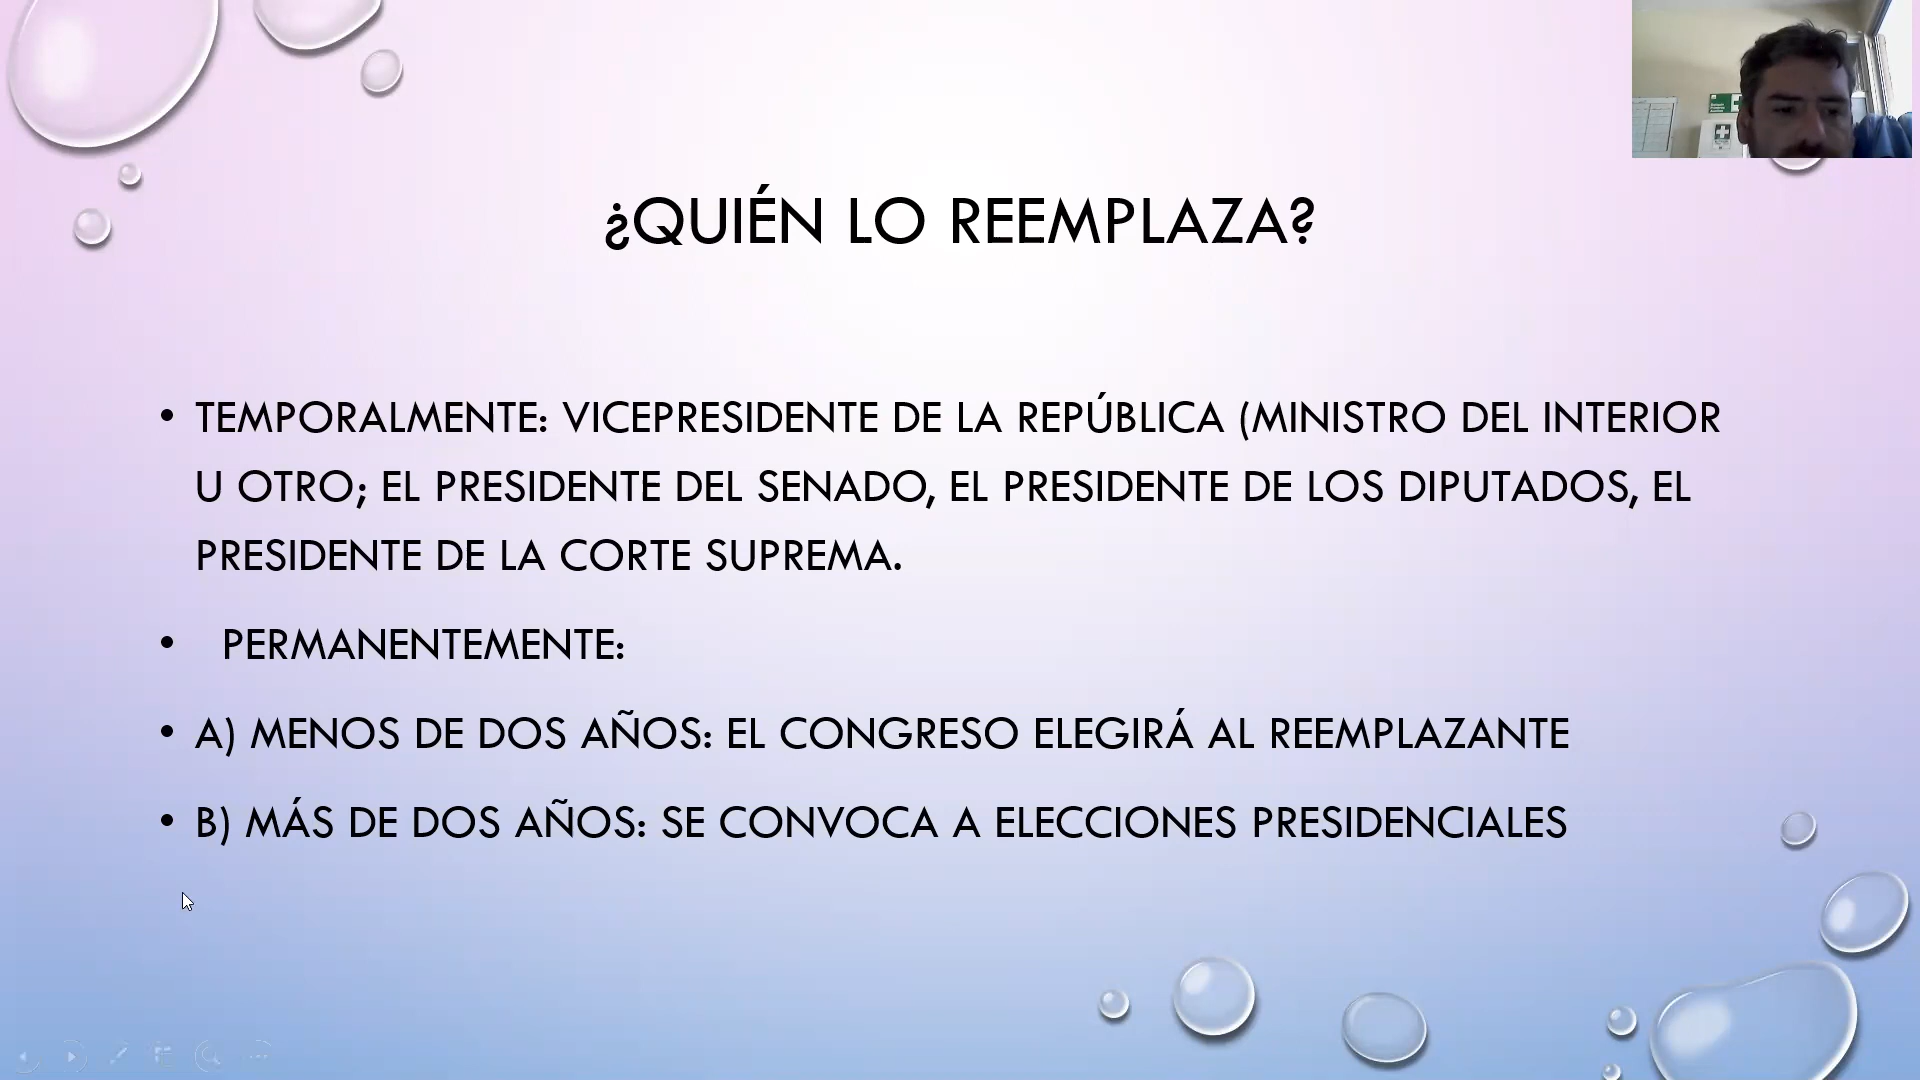 ¿QUIÉN LO REEMPLAZA?
• TEMPORALMENTE: VICEPRESIDENTE DE LA REPÚBLICA (MINISTRO DEL INTERIOR
U OTRO; EL PRESIDENTE DEL SENADO, EL PRESIDENTE DE LOS DIPUTADOS, EL
PRESIDENTE DE LA CORTE SUPREMA.
• PERMANENTEMENTE:
• A) MENOS DE DOS AÑOS: EL CONGRESO ELEGIRÁ AL REEMPLAZANTE
• B) MÁS DE DOS AÑOS: SE CONVOCA A ELECCIONES PRESIDENCIALES